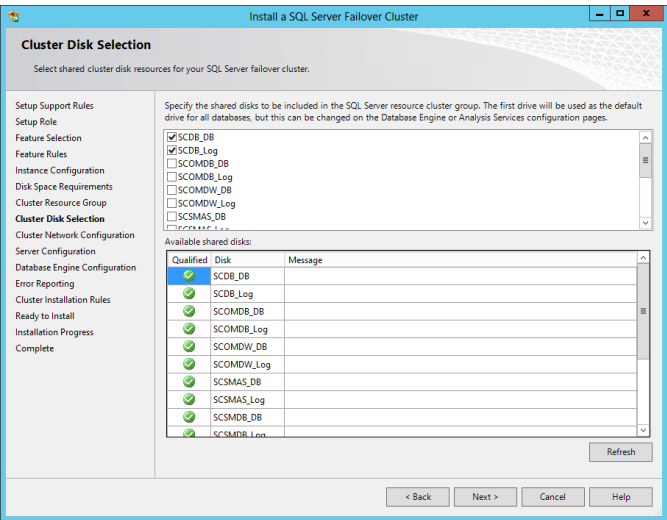 Install a SQL Server Failover Cluster
Cluster Disk Selection
Select shared cluster disk resources for your SQL Server failover cluster.
Setup Support Rules
Setup Role
Feature Selection
Feature Rules
Instance Configuration
Disk Space Requirements
Cluster Resource Group
Cluster Disk Selection
Cluster Network Configuration
Server Configuration
Database Engine Configuration
Error Reporting
Cluster Installation Rules
Ready to Install
Installation Progress
Complete
Specify the shared disks to be included in the SQL Server resource cluster group. The first drive will be used as the default
drive for all databases, but this can be changed on the Database Engine or Analysis Services configuration pages.
SCDB_DB
SCDB_Log
SCOMDB_DB
SCOMDB_Log
SCOMDW_DB
SCOMDW_Log
SCSMAS_DB
SCSMAS_Log
Available shared disks:
Qualified Disk Message
SCDB_DB
SCDB_Log
SCOMDB_DB
SCOMDB_Log
SCOMDW_DB
SCOMDW_Log
SCSMAS_DB
SCSMAS_Log
SCSMDB_DB
SCSMDB_Log
Refresh
< Back Next > Cancel Help